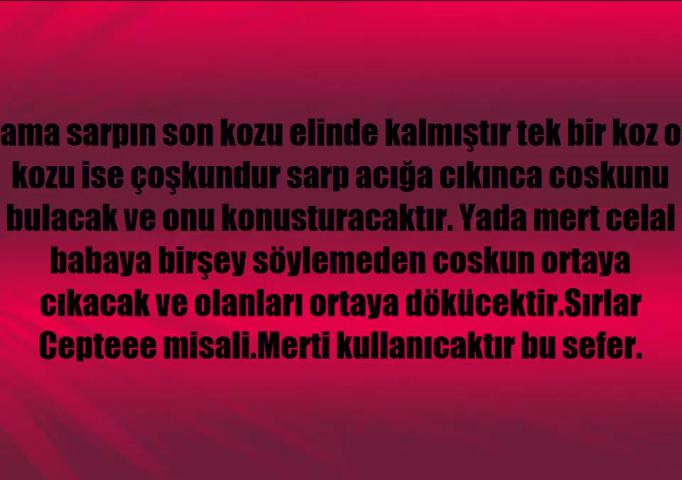 ama sarpın son kozu elinde kalmıştır tek bir koz o
kozu ise çoşkundur sarp acığa cıkınca coskunu
bulacak ve onu konusturacaktır. Yada mert celal
babaya birşey söylemeden coskun ortaya
cıkacak ve olanları ortaya dökücektir.Sırlar
Cepteee misali.Merti kullanıcaktır bu sefer.